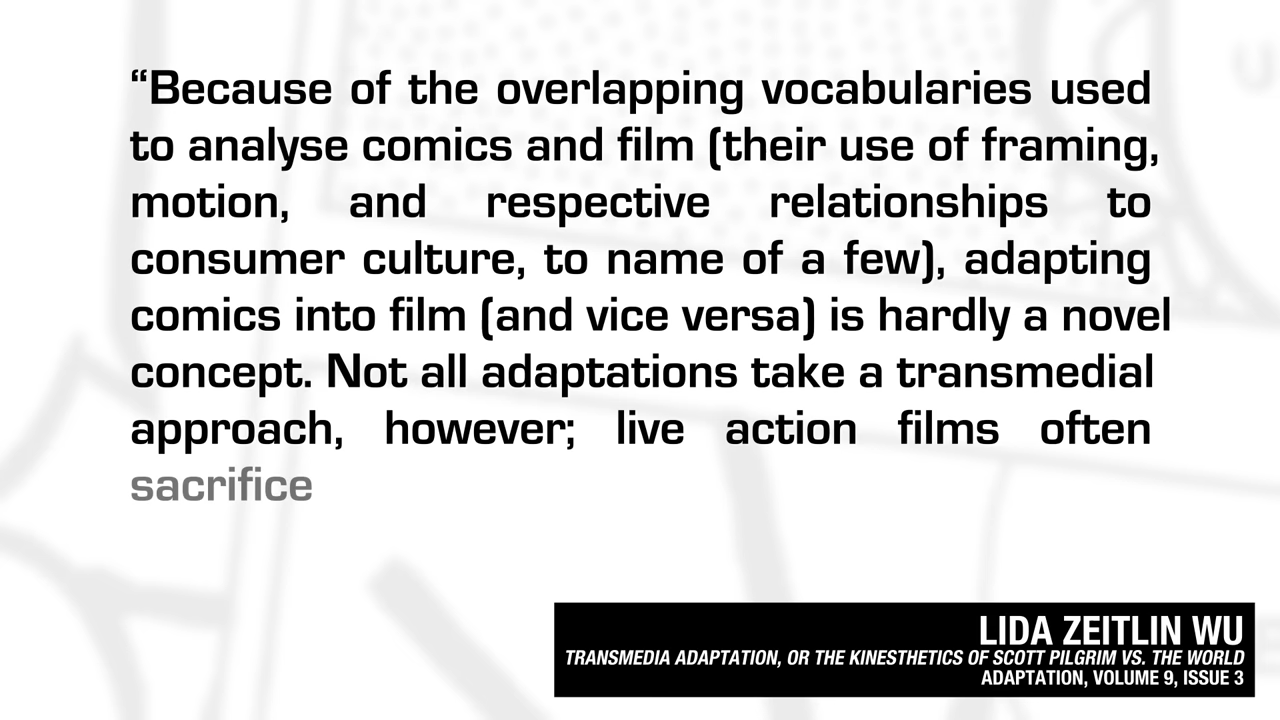 “Because of the overlapping vocabularies used
to analyse comics and film (their use of framing,
motion, and respective relationships to
consumer culture, to name of a few), adapting
comics into film (and vice versa) is hardly a novel
concept. Not all adaptations take a transmedial
approach, however; live action films often
sacrifice
LIDA ZEITLIN WU
TRANSMEDIA ADAPTATION, OR THE KINESTHETICS OF SCOTT PILGRIM VS. THE WORLD
ADAPTATION, VOLUME 9, ISSUE 3